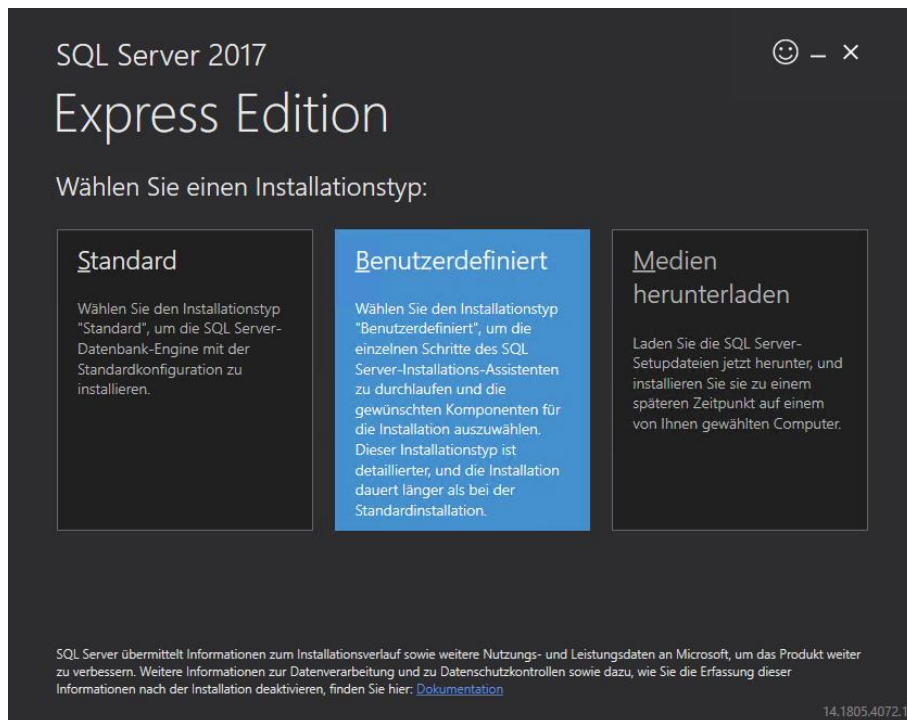 SQL Server 2017
Express Edition
Wählen Sie einen Installationstyp:
Standard
Wählen Sie den Installationstyp
"Standard", um die SQL Server-
Datenbank-Engine mit der
Standardkonfiguration zu
installieren.
Benutzerdefiniert
Wählen Sie den Installationstyp
"Benutzerdefiniert", um die
einzelnen Schritte des SQL
Server-Installations-Assistenten
zu durchlaufen und die
gewünschten Komponenten für
die Installation auszuwählen.
Dieser Installationstyp ist
detaillierter, und die Installation
dauert länger als bei der
Standardinstallation.
Medien
herunterladen
Laden Sie die SQL Server-
Setupdateien jetzt herunter, und
installieren Sie sie zu einem
späteren Zeitpunkt auf einem
von Ihnen gewählten Computer.
SQL Server übermittelt Informationen zum Installationsverlauf sowie weitere Nutzungs- und Leistungsdaten an Microsoft, um das Produkt weiter
zu verbessern. Weitere Informationen zur Datenverarbeitung und zu Datenschutzkontrollen sowie dazu, wie Sie die Erfassung dieser
Informationen nach der Installation deaktivieren, finden Sie hier: Dokumentation
14.1805.4072.1